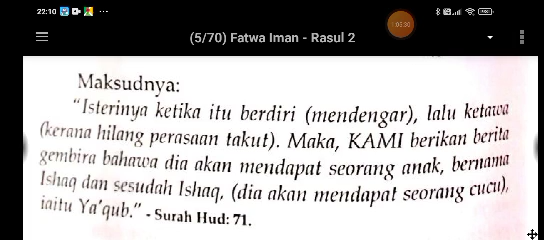 22:10
03:30
(5/70) Fatwa Iman - Rasul 2
Maksudnya:
"Isterinya ketika itu berdiri (mendengar), lalu ketawa
(kerana hilang perasaan takut). Maka, KAMI berikan berita
gembira bahawa dia akan mendapat seorang anak, bernama
Ishaq dan sesudah Ishaq, (dia akan mendapat seorang cucu),
iaitu Ya'qub." - Surah Hud: 71.